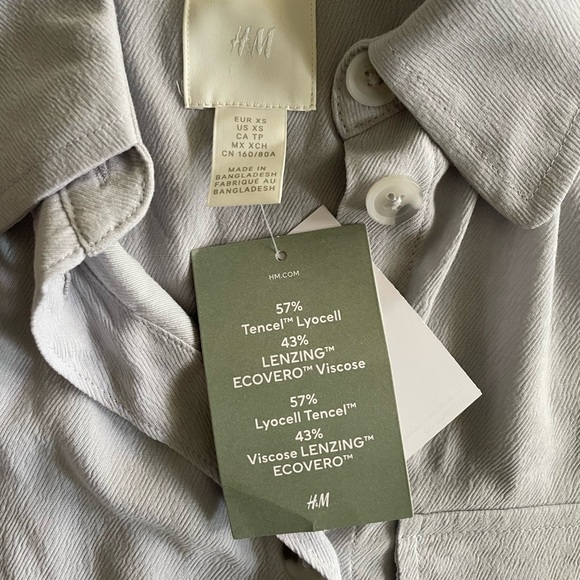 H&M
EUR XS
US XS
CA TP
MX XCH
CN 160/80A
MADE IN
BANGLADESH
FABRIQUÉ AU
BANGLADESH
HM.COM
57%
Tencel™ Lyocell
43%
LENZING™
ECOVERO™ Viscose
57%
Lyocell Tencel™
43%
Viscose LENZING™
ECOVERO™
H&M